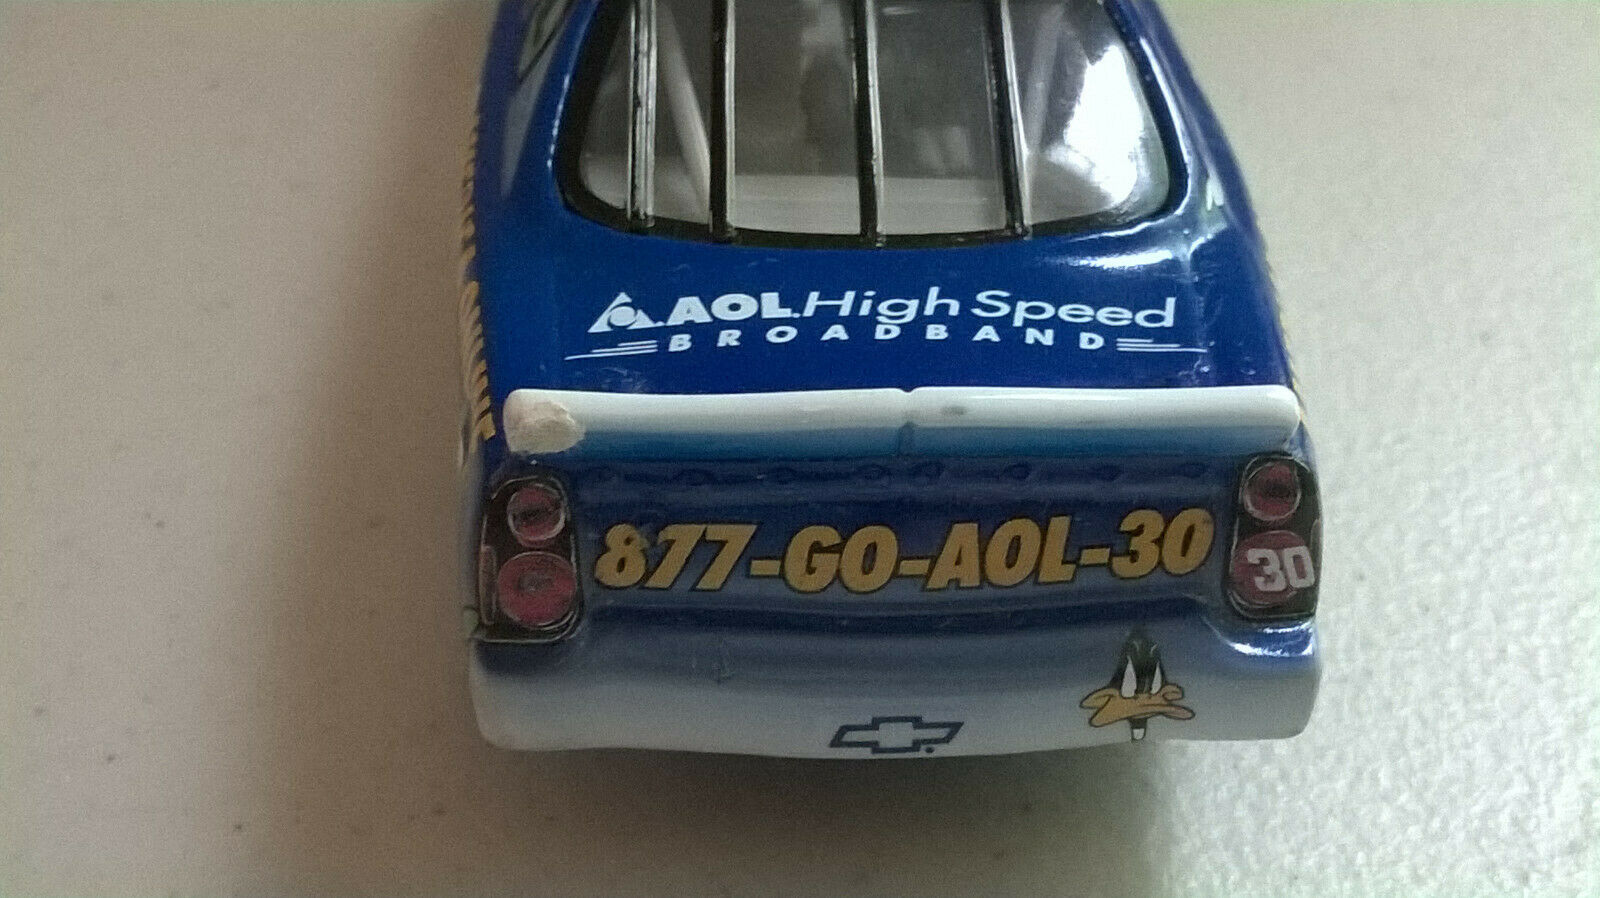 AOL High Speed
BROADBAND
877-GO-AOL-30
30